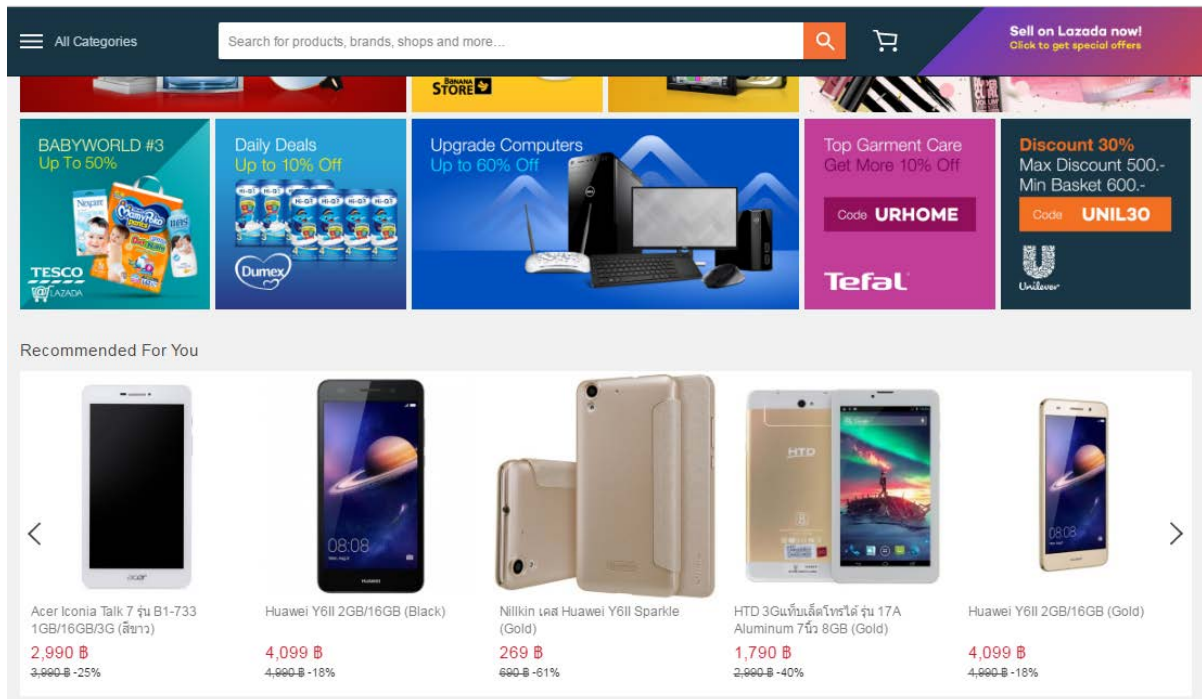 All Categories
Search for products, brands, shops and more...
Sell on Lazada now!
Click to get special offers
BANANA
STORE
BABYWORLD #3
Up To 50%
TESCO
LAZADA
Daily Deals
Up to 10% Off
Dumex
Upgrade Computers
Up to 60% Off
Top Garment Care
Get More 10% Off
Code URHOME
Tefal
Discount 30%
Max Discount 500.-
Min Basket 600.-
Code UNIL30
Unilever
Recommended For You
08:08
HUAWEI
acer
HTD
08:08
Acer Iconia Talk 7 รุ่น B1-733
1GB/16GB/3G (สีขาว)
2,990 ฿
3,990 ฿ -25%
Huawei Y6II 2GB/16GB (Black)
4,099 ฿
4,990 ฿ -18%
Nillkin เคส Huawei Y6II Sparkle
(Gold)
269 ฿
690 ฿ -61%
HTD 3Gแท็บเล็ตโทรได้ รุ่น 17A
Aluminum 7นิ้ว 8GB (Gold)
1,790 ฿
2,990 ฿ -40%
Huawei Y6II 2GB/16GB (Gold)
4,099 ฿
4,990 ฿ -18%